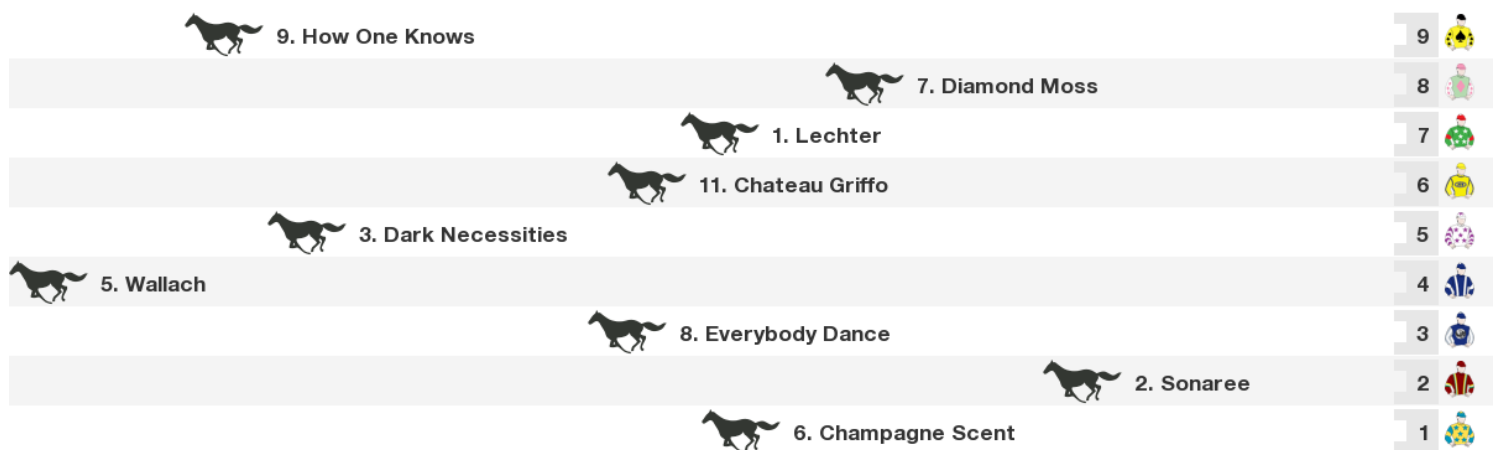 9. How One Knows 9
7. Diamond Moss 8
1. Lechter 7
11. Chateau Griffo 6
3. Dark Necessities 5
5. Wallach 4
8. Everybody Dance 3
2. Sonaree 2
6. Champagne Scent 1